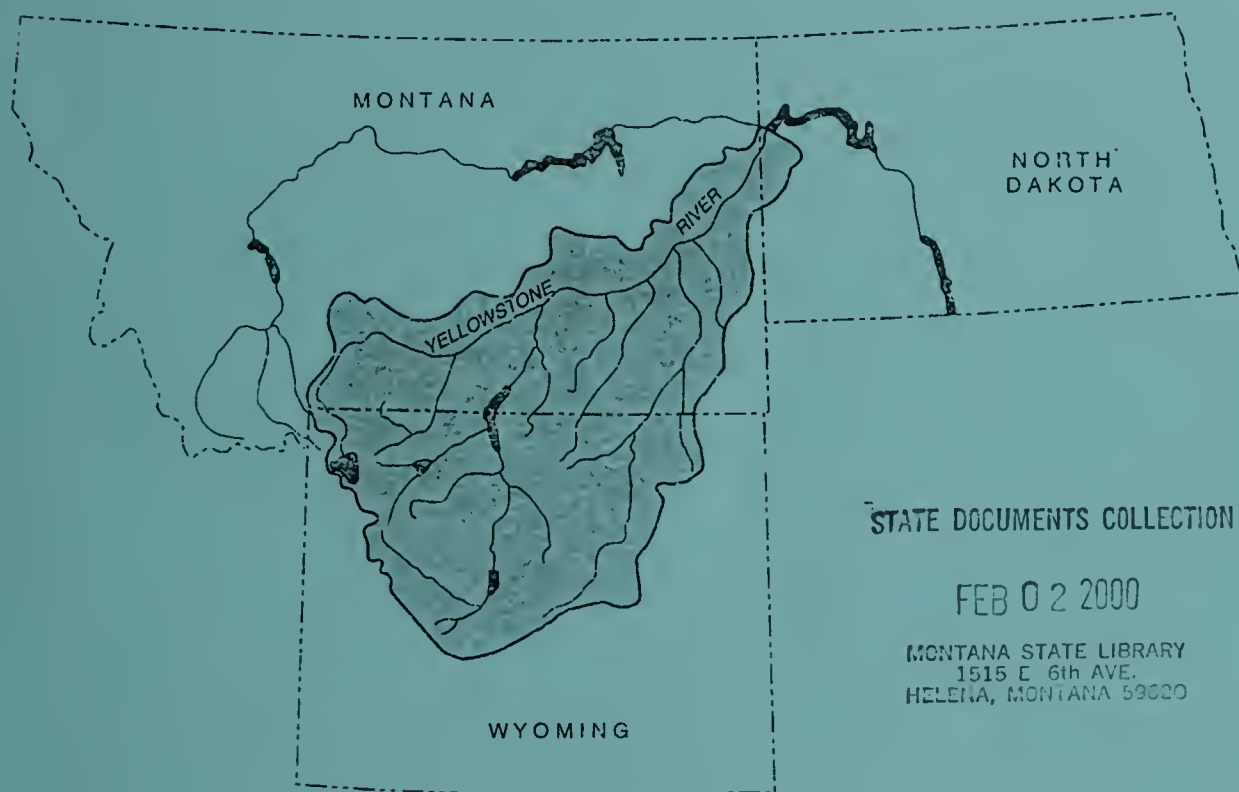 MONTANA
NORTH
DAKOTA
YELLOWSTONE RIVER
STATE DOCUMENTS COLLECTION
FEB 02 2000
MONTANA STATE LIBRARY
1515 E 6th AVE.
HELENA, MONTANA 59620
WYOMING